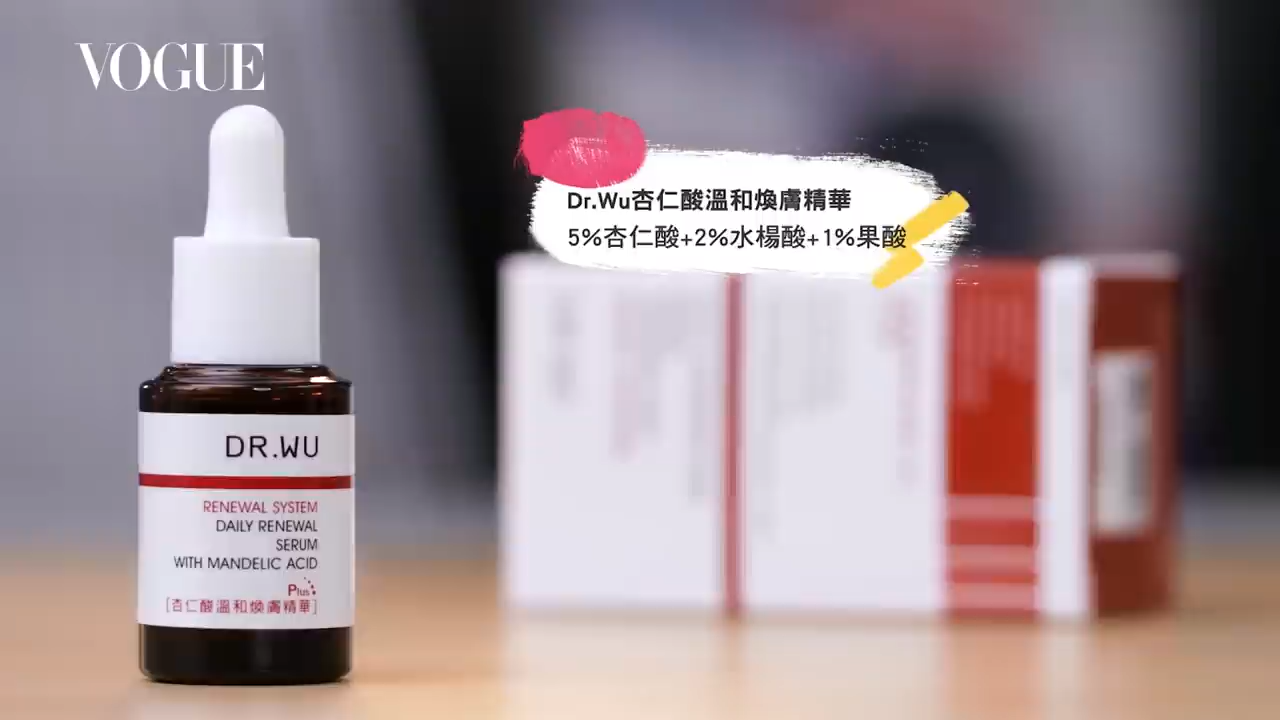 VOGUE
Dr.Wu杏仁酸溫和煥膚精華
5%杏仁酸+2%水楊酸+1%果酸
DR.WU
RENEWAL SYSTEM
DAILY RENEWAL
SERUM
WITH MANDELIC ACID
Plus
[杏仁酸溫和煥膚精華]